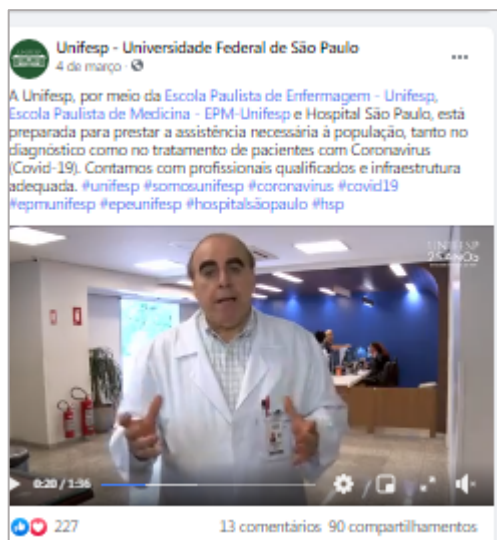 Unifesp - Universidade Federal de São Paulo
4 de março ·
A Unifesp, por meio da Escola Paulista de Enfermagem - Unifesp,
Escola Paulista de Medicina - EPM-Unifesp e Hospital São Paulo, está
preparada para prestar a assistência necessária à população, tanto no
diagnóstico como no tratamento de pacientes com Coronavirus
(Covid-19). Contamos com profissionais qualificados e infraestrutura
adequada. #unifesp #somosunifesp #coronavirus #covid19
#epmunifesp #epeunifesp #hospitalsãopaulo #hsp
UNIFESP
25 ANOS
0:20 / 1:36
227
13 comentários 90 compartilhamentos